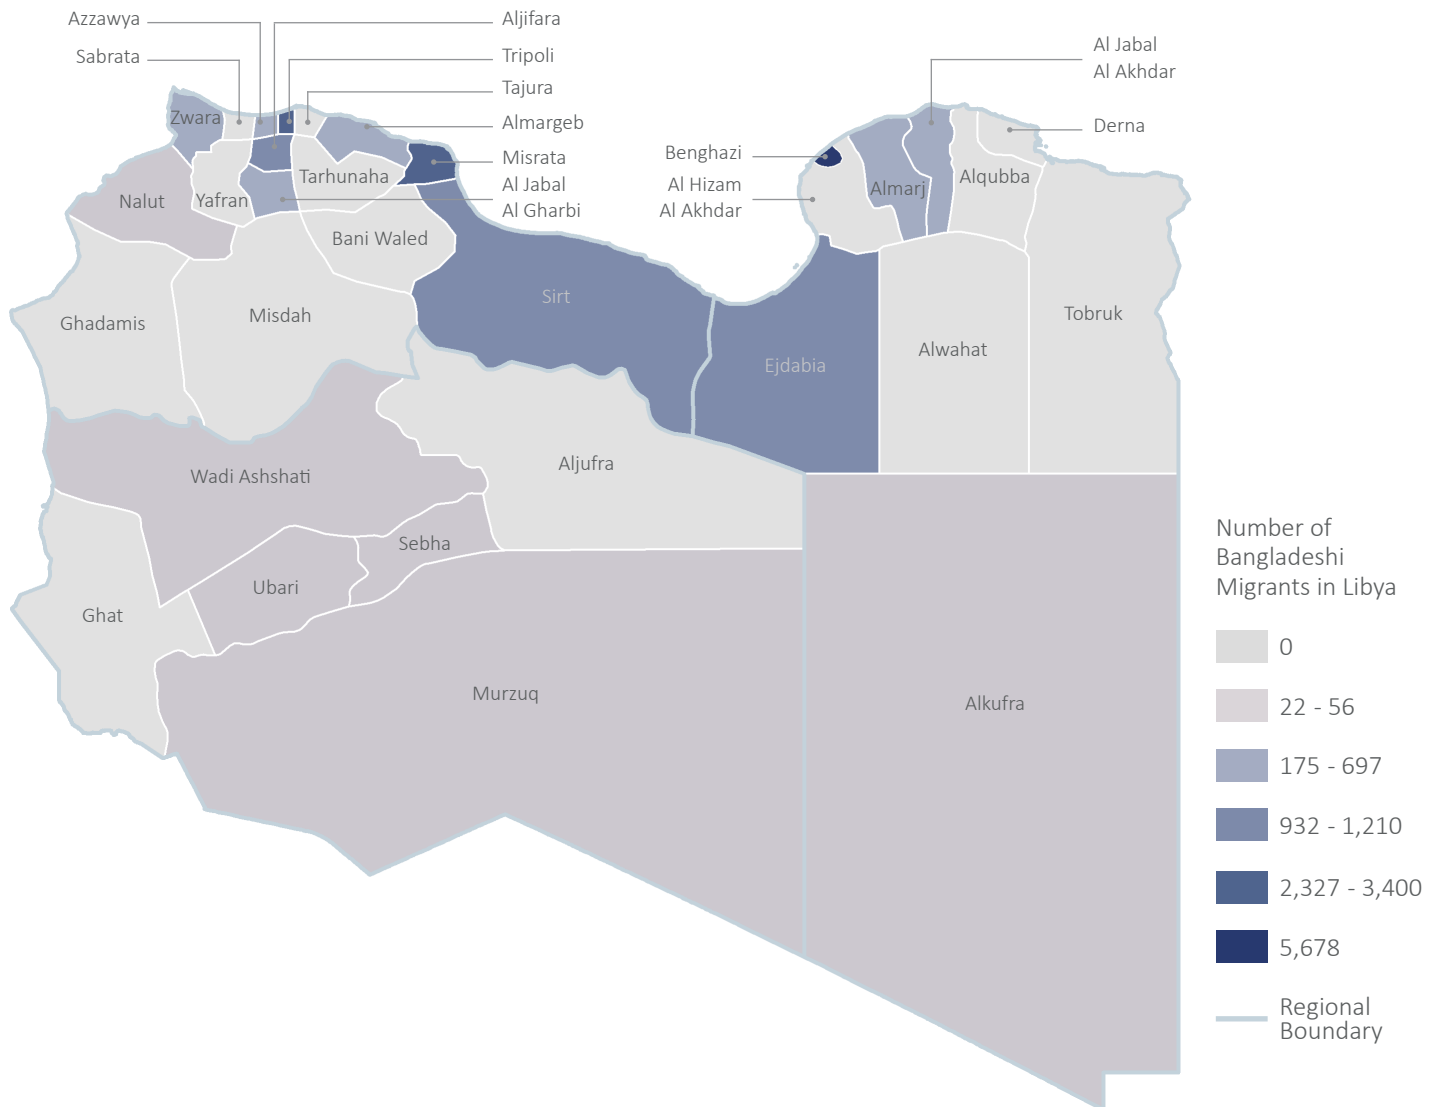 Azzawya
Aljifara
Sabrata
Tripoli
Tajura
Almargeb
Misrata
Al Jabal
Al Gharbi
Al Jabal
Al Akhdar
Derna
Benghazi
Al Hizam
Al Akhdar
Zwara
Nalut
Yafran
Tarhunaha
Bani Waled
Almarj
Alqubba
Ghadamis
Misdah
Sirt
Ejdabia
Alwahat
Tobruk
Wadi Ashshati
Aljufra
Sebha
Ubari
Ghat
Murzuq
Alkufra
Number of
Bangladeshi
Migrants in Libya
0
22 - 56
175 - 697
932 - 1,210
2,327 - 3,400
5,678
Regional
Boundary